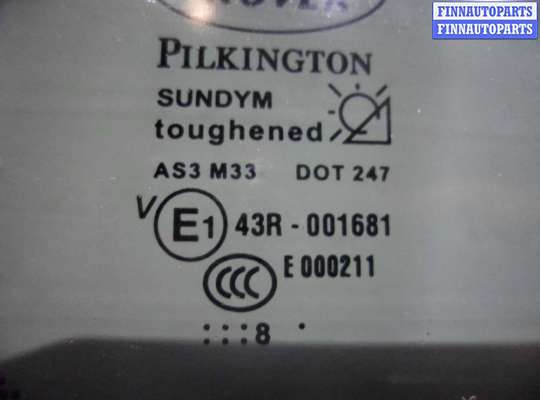 FINNAUTOPARTS
FINNAUTOPARTS
PILKINGTON
SUNDYM
toughened
AS3 M33 DOT 247
V E1 43R - 001681
CCC E 000211
: : : 8 .